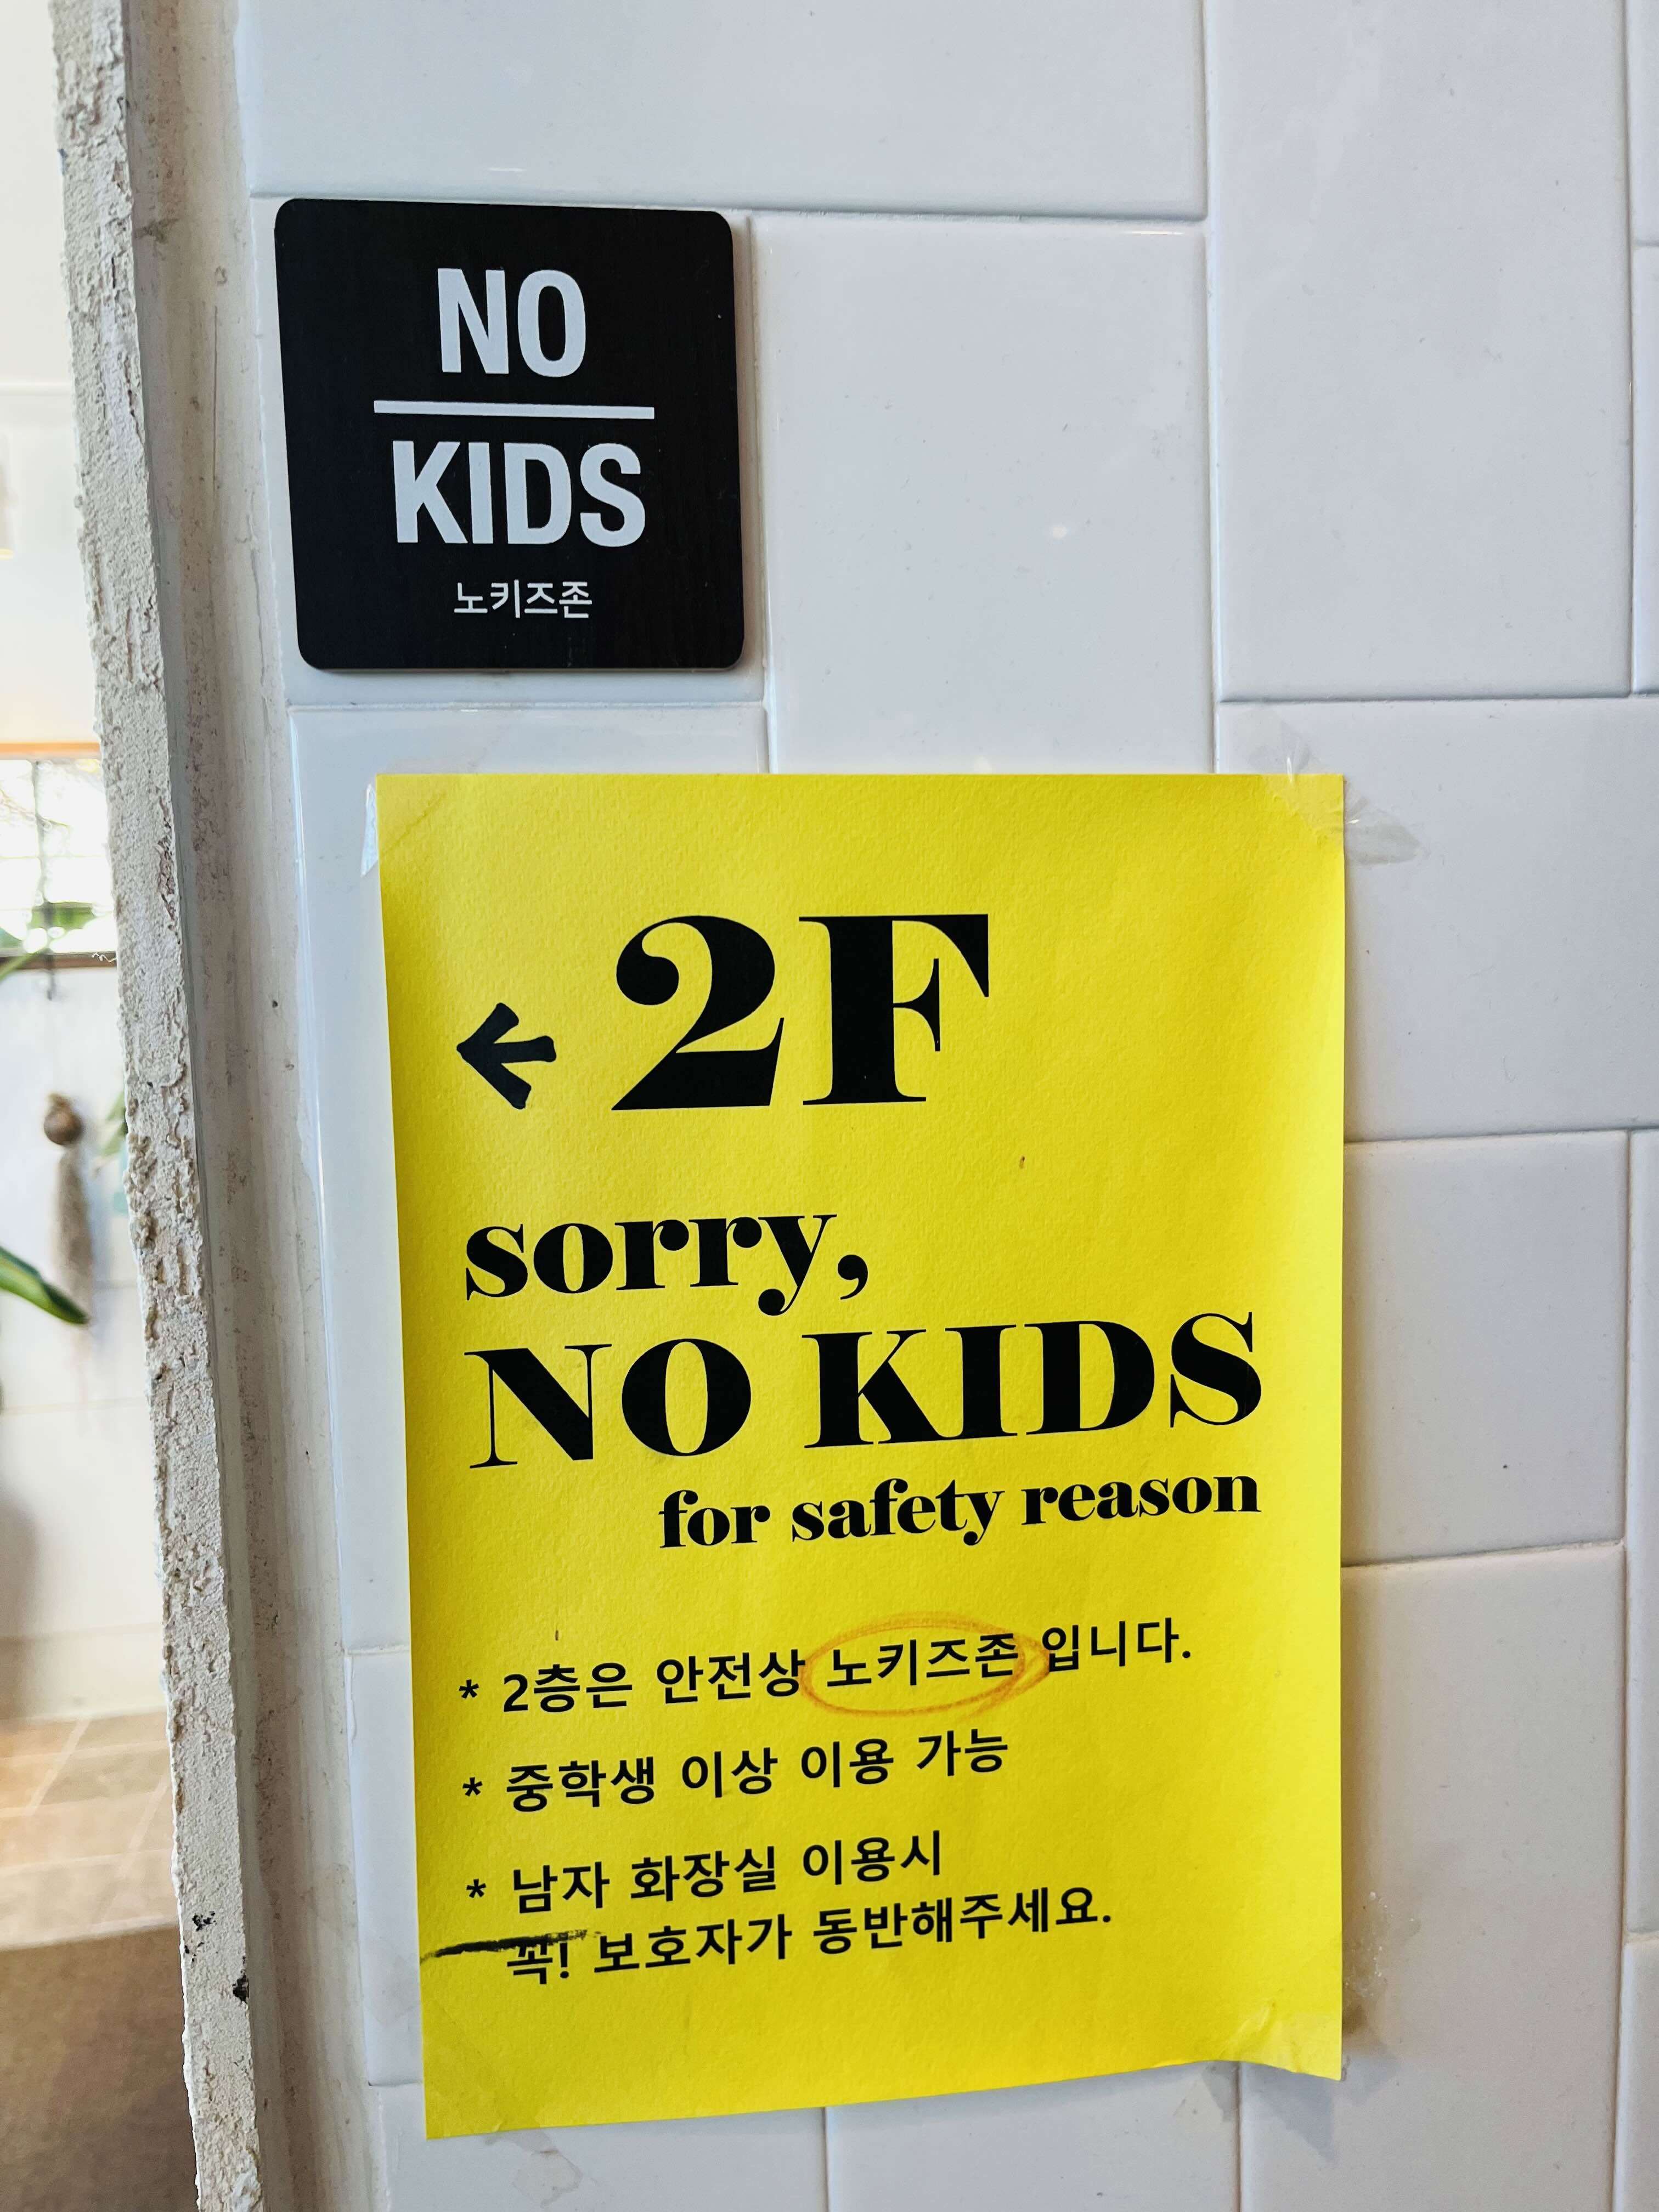 NO
KIDS
노키즈존
← 2F
sorry,
NO KIDS
for safety reason
* 2층은 안전상 노키즈존 입니다.
* 중학생 이상 이용 가능
* 남자 화장실 이용시
꼭! 보호자가 동반해주세요.